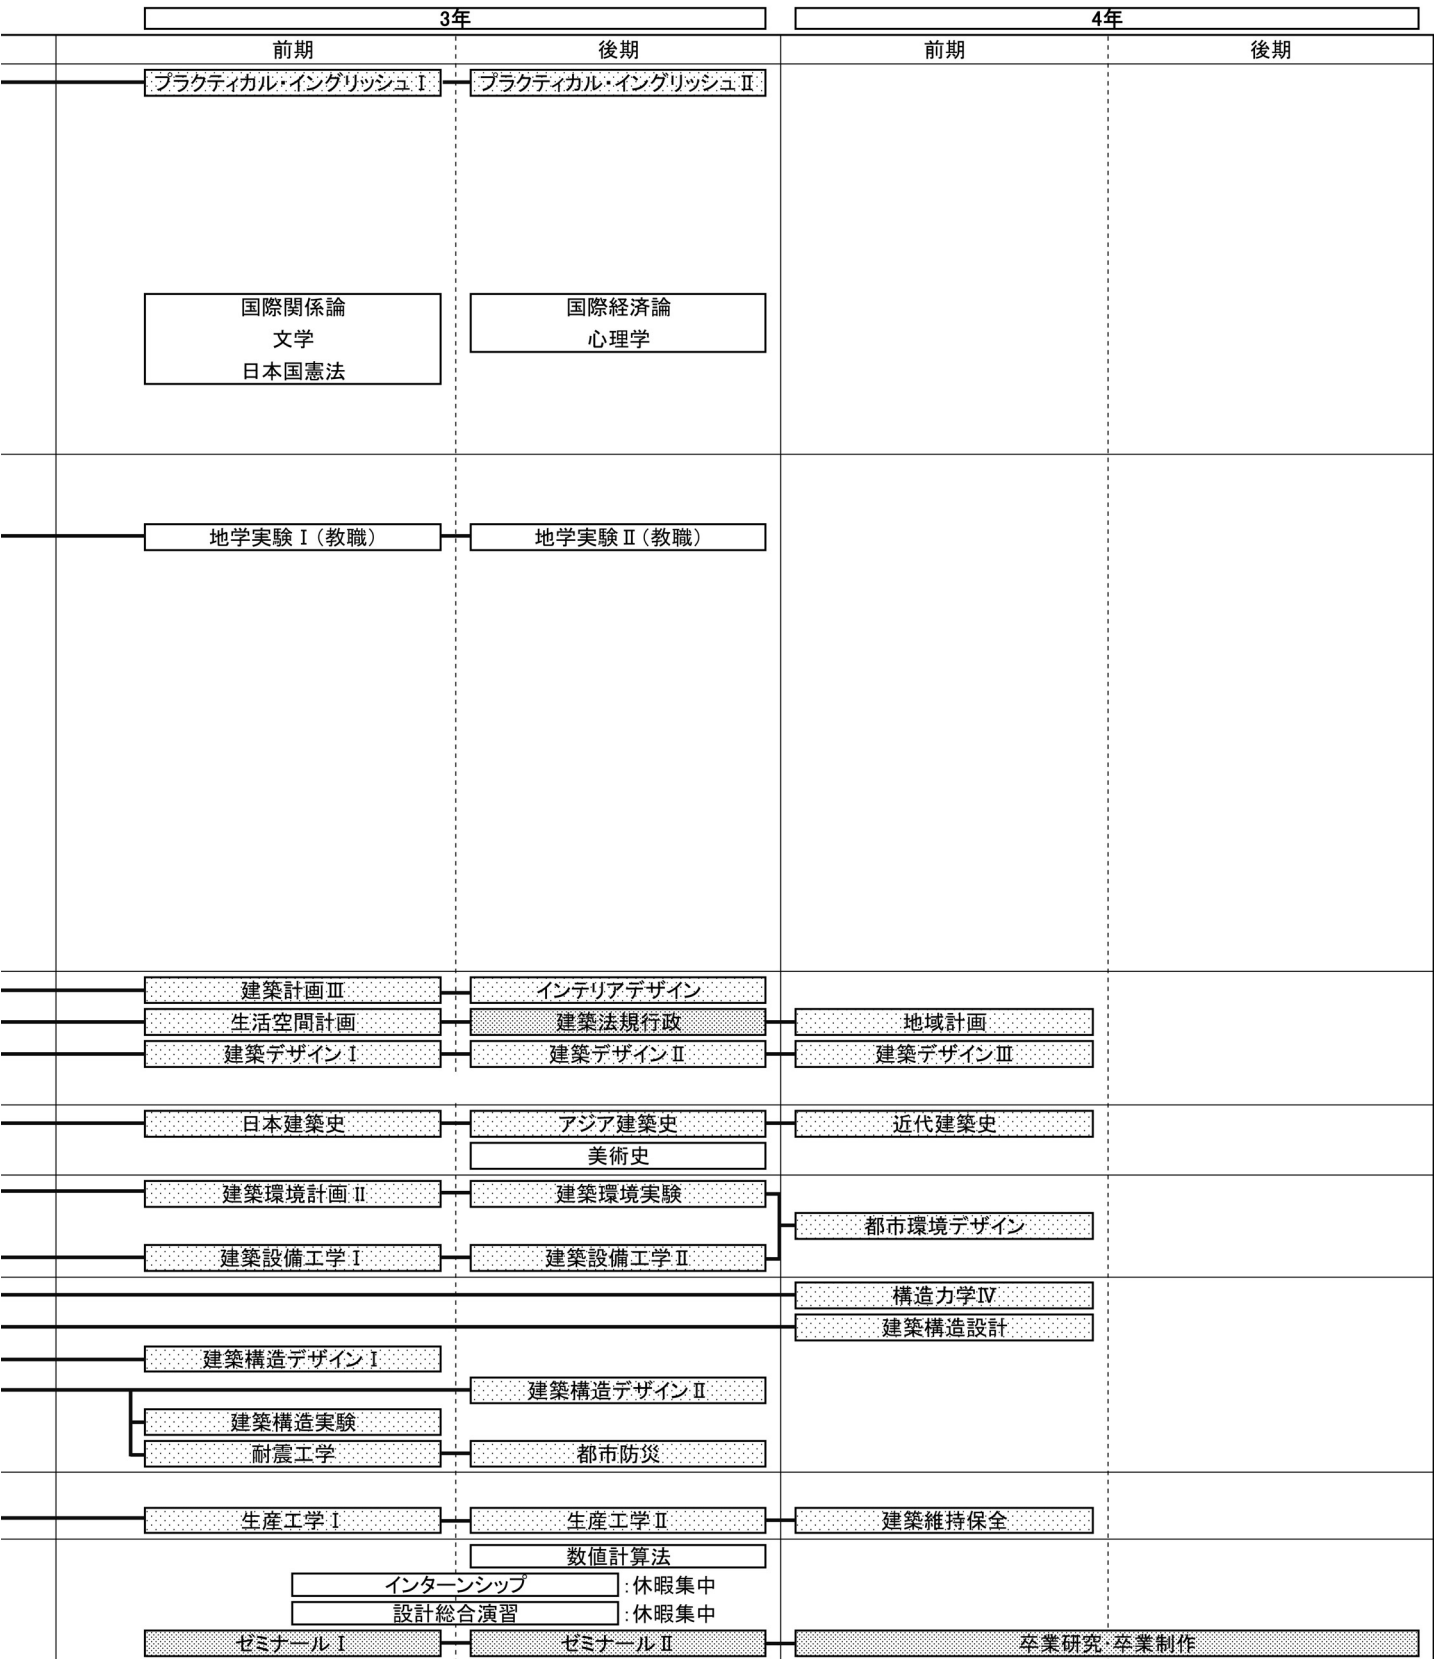 3年 4年
前期 後期 前期 後期
プラクティカル・イングリッシュⅠ プラクティカル・イングリッシュⅡ
国際関係論 国際経済論
文学 心理学
日本国憲法
地学実験Ⅰ（教職） 地学実験Ⅱ（教職）
建築計画Ⅲ インテリアデザイン
生活空間計画 建築法規行政 地域計画
建築デザインⅠ 建築デザインⅡ 建築デザインⅢ
日本建築史 アジア建築史 近代建築史
美術史
建築環境計画Ⅱ 建築環境実験
都市環境デザイン
建築設備工学Ⅰ 建築設備工学Ⅱ
構造力学Ⅳ
建築構造設計
建築構造デザインⅠ
建築構造デザインⅡ
建築構造実験
耐震工学 都市防災
生産工学Ⅰ 生産工学Ⅱ 建築維持保全
数値計算法
インターンシップ :休暇集中
設計総合演習 :休暇集中
ゼミナールⅠ ゼミナールⅡ 卒業研究・卒業制作